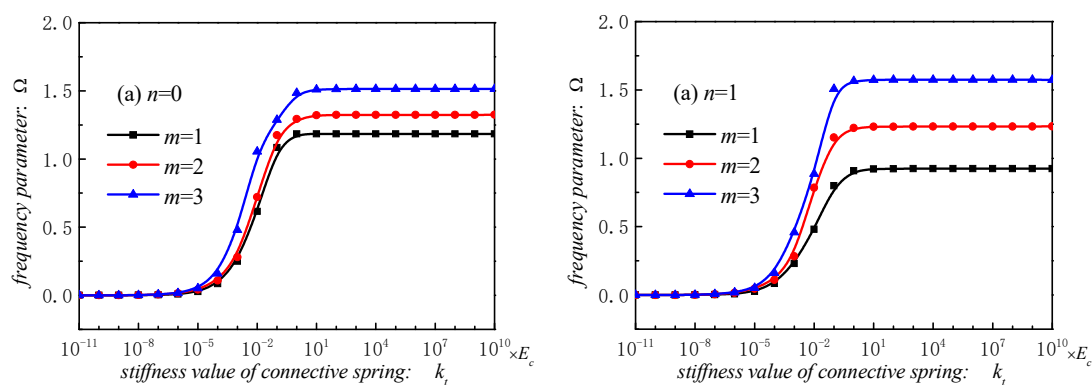 2.0
1.5
1.0
0.5
0.0
frequency parameter: Ω
(a) n=0
m=1
m=2
m=3
10^-11 10^-8 10^-5 10^-2 10^1 10^4 10^7 10^10 ×E_c
stiffness value of connective spring: k_t
2.0
1.5
1.0
0.5
0.0
frequency parameter: Ω
(a) n=1
m=1
m=2
m=3
10^-11 10^-8 10^-5 10^-2 10^1 10^4 10^7 10^10 ×E_c
stiffness value of connective spring: k_t